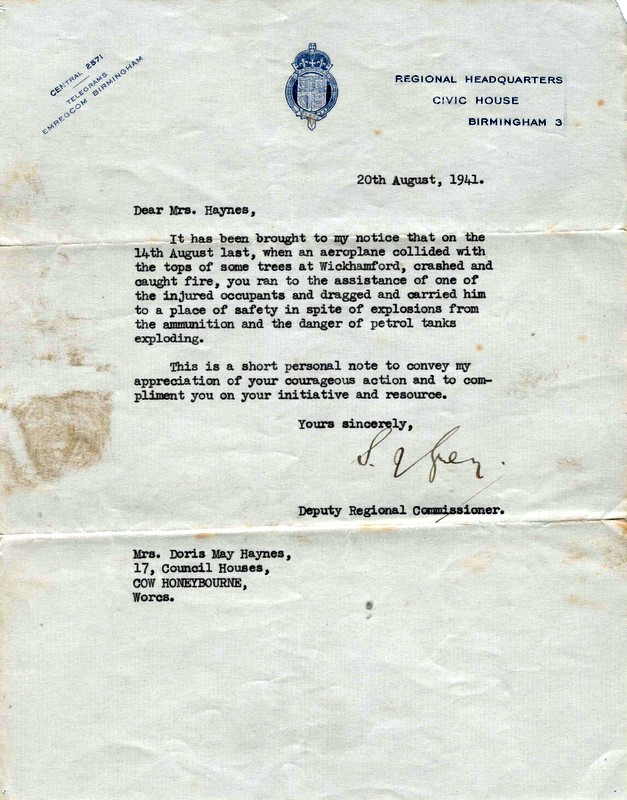 CENTRAL 2571
TELEGRAMS
EMREGCOM BIRMINGHAM
REGIONAL HEADQUARTERS
CIVIC HOUSE
BIRMINGHAM 3
20th August, 1941.
Dear Mrs. Haynes,
It has been brought to my notice that on the
14th August last, when an aeroplane collided with
the tops of some trees at Wickhamford, crashed and
caught fire, you ran to the assistance of one of
the injured occupants and dragged and carried him
to a place of safety in spite of explosions from
the ammunition and the danger of petrol tanks
exploding.
This is a short personal note to convey my
appreciation of your courageous action and to com-
pliment you on your initiative and resource.
Yours sincerely,
Deputy Regional Commissioner.
Mrs. Doris May Haynes,
17, Council Houses,
COW HONEYBOURNE,
Worcs.